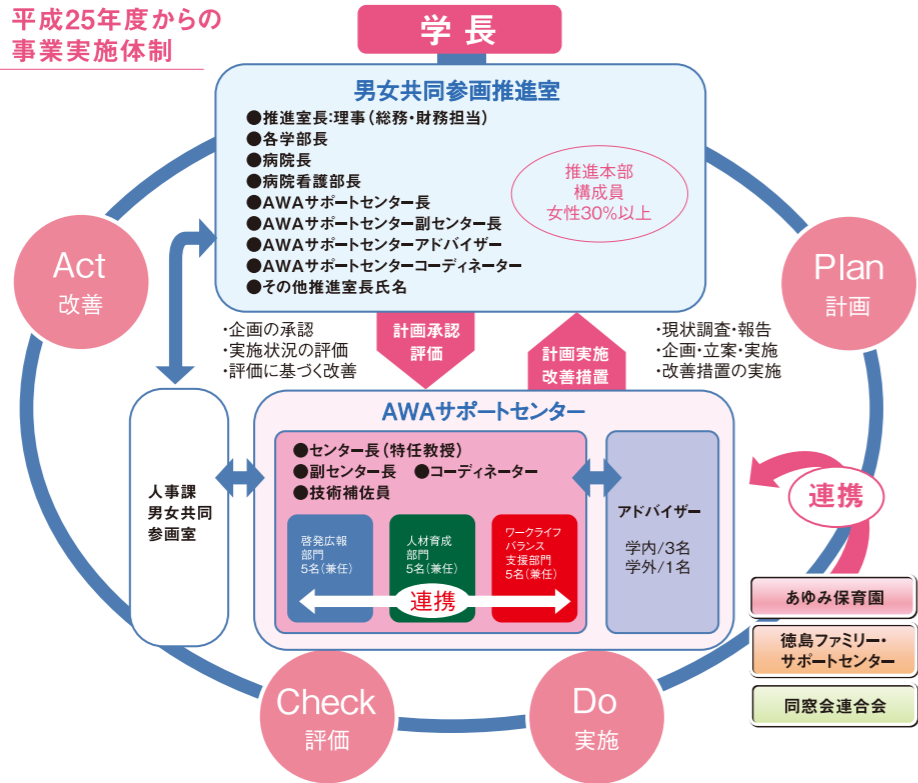 平成25年度からの
事業実施体制
学 長
男女共同参画推進室
●推進室長:理事(総務・財務担当)
●各学部長
●病院長
●病院看護部長
●AWAサポートセンター長
●AWAサポートセンター副センター長
●AWAサポートセンターアドバイザー
●AWAサポートセンターコーディネーター
●その他推進室長氏名
推進本部
構成員
女性30%以上
Act
改善
Plan
計画
・企画の承認
・実施状況の評価
・評価に基づく改善
計画承認
評価
計画実施
改善措置
・現状調査・報告
・企画・立案・実施
・改善措置の実施
人事課
男女共同
参画室
AWAサポートセンター
●センター長(特任教授)
●副センター長 ●コーディネーター
●技術補佐員
啓発広報
部門
5名(兼任)
人材育成
部門
5名(兼任)
ワークライフ
バランス
支援部門
5名(兼任)
連携
アドバイザー
学内/3名
学外/1名
連携
あゆみ保育園
徳島ファミリー・
サポートセンター
同窓会連合会
Check
評価
Do
実施